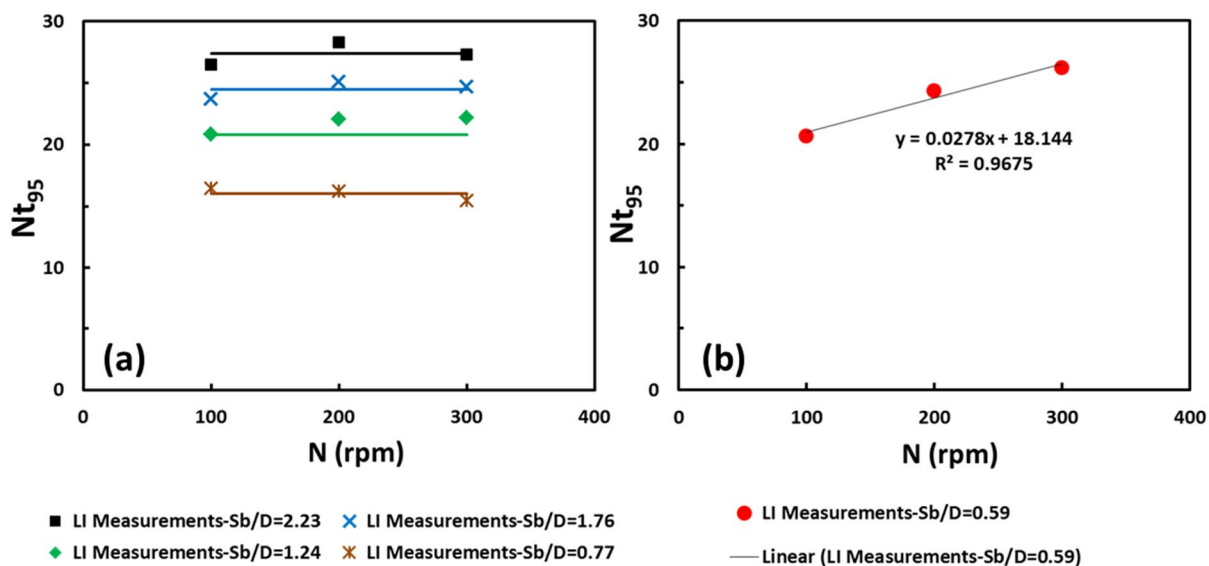 30
20
10
0
Nt95
(a)
0 100 200 300 400
N (rpm)
30
20
10
0
Nt95
y = 0.0278x + 18.144
R² = 0.9675
(b)
0 100 200 300 400
N (rpm)
LI Measurements-Sb/D=2.23 LI Measurements-Sb/D=1.76
LI Measurements-Sb/D=1.24 LI Measurements-Sb/D=0.77
LI Measurements-Sb/D=0.59
Linear (LI Measurements-Sb/D=0.59)